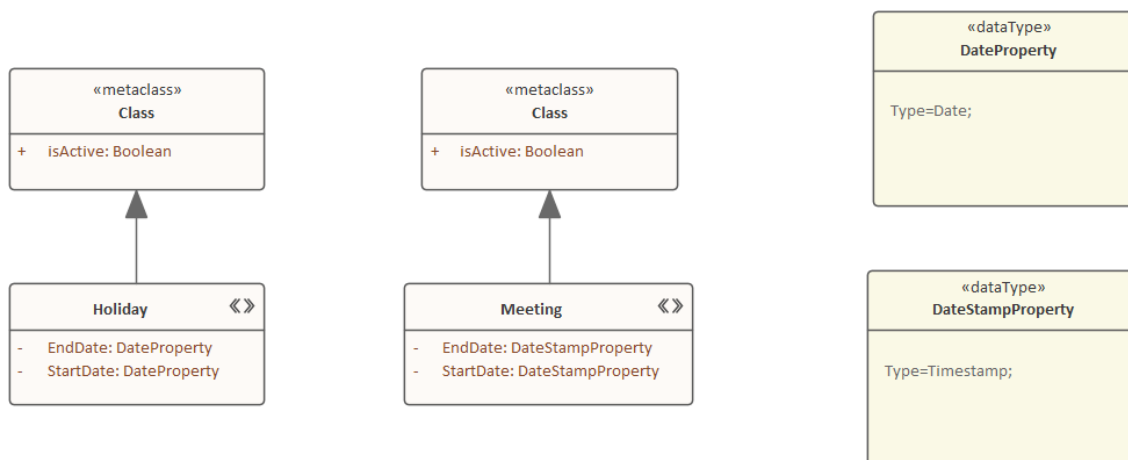 «metaclass»
Class
+ isActive: Boolean
Holiday
- EndDate: DateProperty
- StartDate: DateProperty
«metaclass»
Class
+ isActive: Boolean
Meeting
- EndDate: DateStampProperty
- StartDate: DateStampProperty
«dataType»
DateProperty
Type=Date;
«dataType»
DateStampProperty
Type=Timestamp;